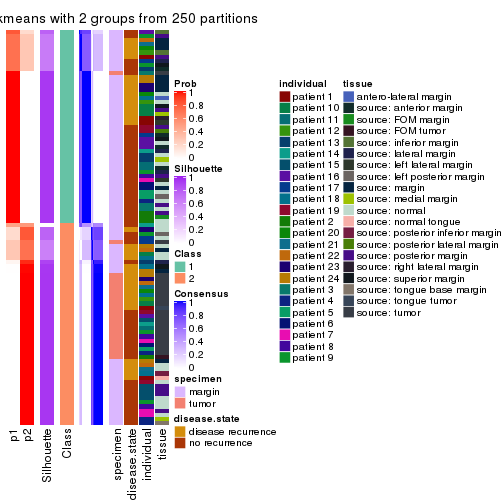 kmeans with 2 groups from 250 partitions
Prob
1
0.8
0.6
0.4
0.2
0
Silhouette
1
0.8
0.6
0.4
0.2
0
Class
1
2
Consensus
1
0.8
0.6
0.4
0.2
0
specimen
margin
tumor
disease.state
disease recurrence
no recurrence
individual
patient 1
patient 10
patient 11
patient 12
patient 13
patient 14
patient 15
patient 16
patient 17
patient 18
patient 19
patient 2
patient 20
patient 21
patient 22
patient 23
patient 24
patient 3
patient 4
patient 5
patient 6
patient 7
patient 8
patient 9
tissue
antero-lateral margin
source: anterior margin
source: FOM margin
source: FOM tumor
source: inferior margin
source: lateral margin
source: left lateral margin
source: left posterior margin
source: margin
source: medial margin
source: normal
source: normal tongue
source: posterior inferior margin
source: posterior lateral margin
source: posterior margin
source: right lateral margin
source: superior margin
source: tongue base margin
source: tongue tumor
source: tumor
p1
p2
Silhouette
Class
specimen
disease.state
individual
tissue